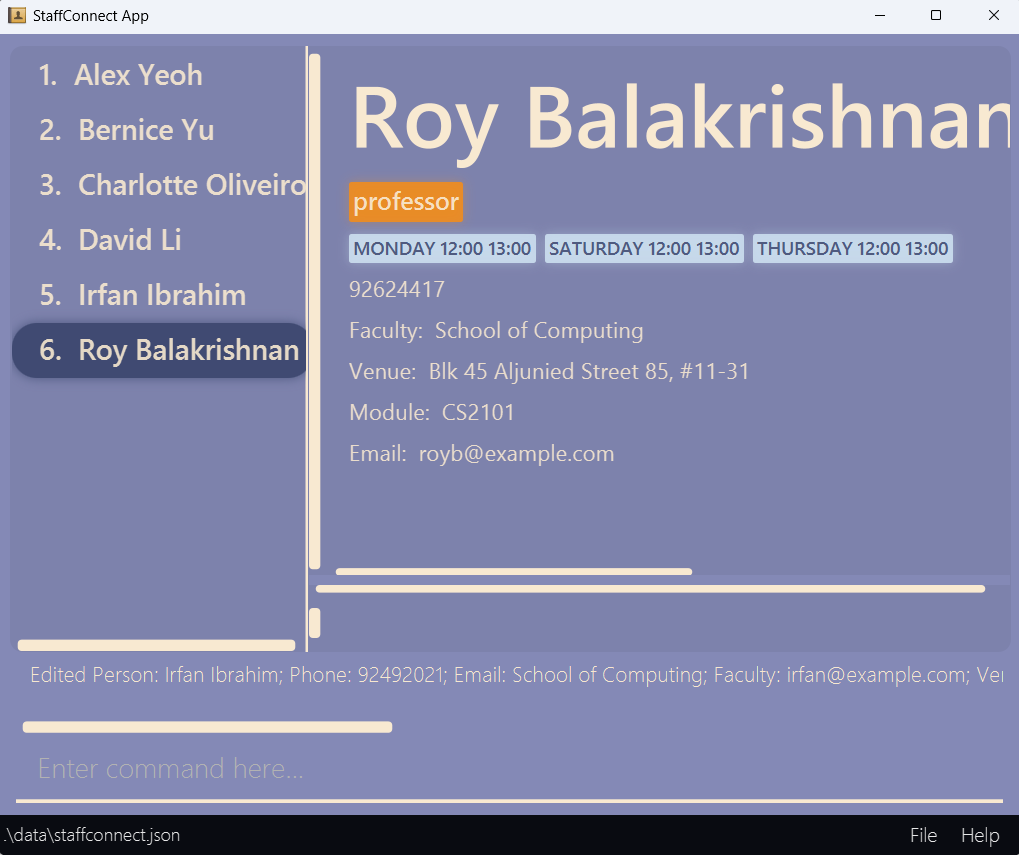 StaffConnect App
1. Alex Yeoh
2. Bernice Yu
3. Charlotte Oliveiro
4. David Li
5. Irfan Ibrahim
6. Roy Balakrishnan
Roy Balakrishnan
professor
MONDAY 12:00 13:00 SATURDAY 12:00 13:00 THURSDAY 12:00 13:00
92624417
Faculty: School of Computing
Venue: Blk 45 Aljunied Street 85, #11-31
Module: CS2101
Email: royb@example.com
Edited Person: Irfan Ibrahim; Phone: 92492021; Email: School of Computing; Faculty: irfan@example.com;
Enter command here...
.\data\staffconnect.json
File Help